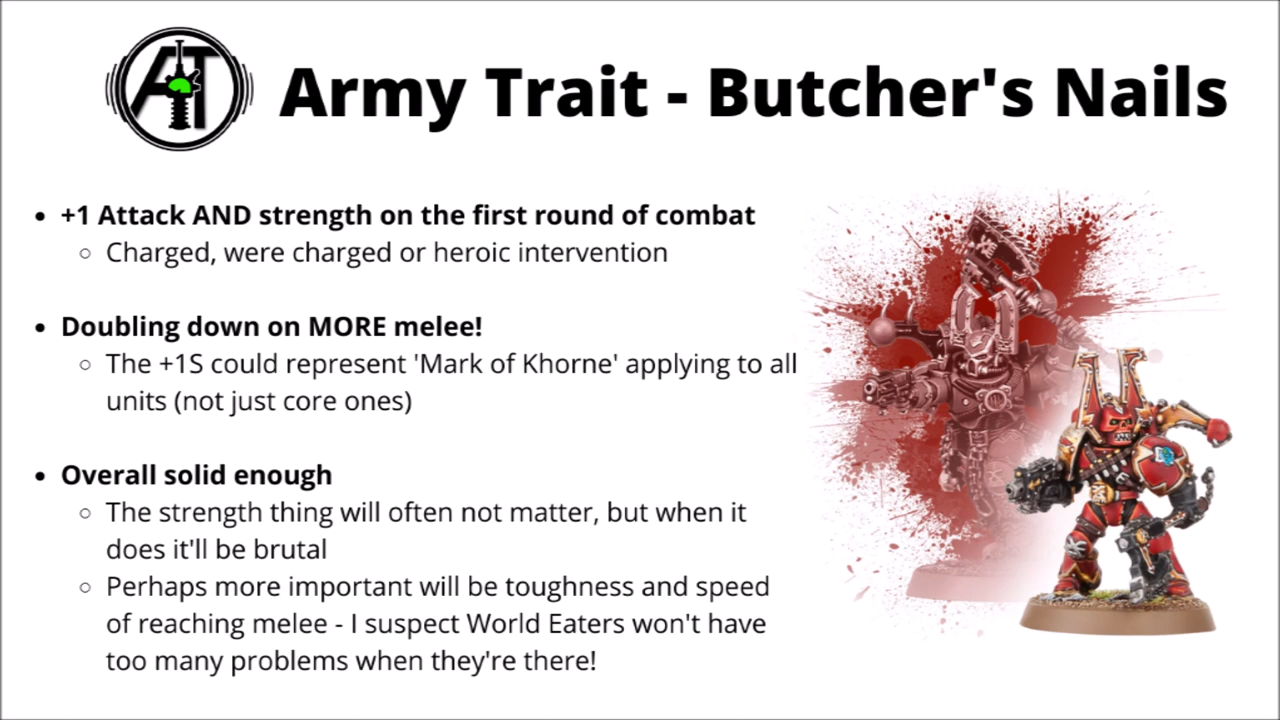 AT
Army Trait - Butcher's Nails
• +1 Attack AND strength on the first round of combat
○ Charged, were charged or heroic intervention
• Doubling down on MORE melee!
○ The +1S could represent 'Mark of Khorne' applying to all
units (not just core ones)
• Overall solid enough
○ The strength thing will often not matter, but when it
does it'll be brutal
○ Perhaps more important will be toughness and speed
of reaching melee - I suspect World Eaters won't have
too many problems when they're there!